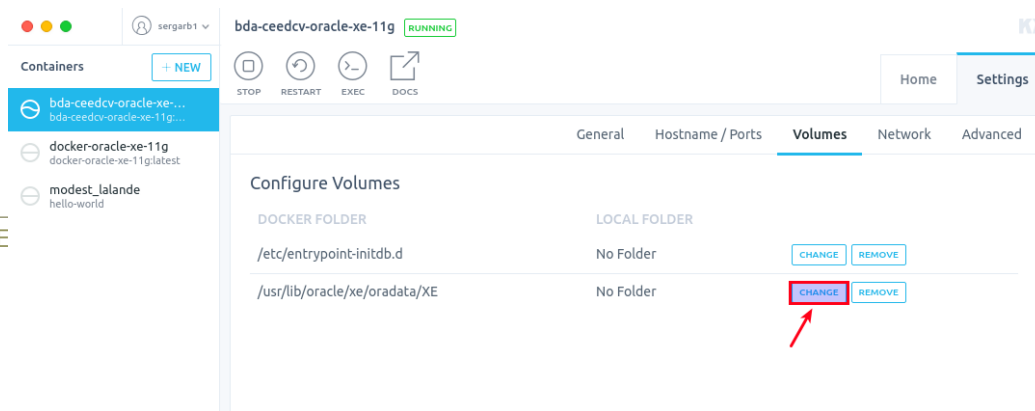 sergarb1
bda-ceedcv-oracle-xe-11g RUNNING
Containers
+ NEW
STOP RESTART EXEC DOCS
Home Settings
bda-ceedcv-oracle-xe-...
bda-ceedcv-oracle-xe-11g:...
docker-oracle-xe-11g
docker-oracle-xe-11g:latest
modest_lalande
hello-world
General Hostname / Ports Volumes Network Advanced
Configure Volumes
DOCKER FOLDER LOCAL FOLDER
/etc/entrypoint-initdb.d No Folder CHANGE REMOVE
/usr/lib/oracle/xe/oradata/XE No Folder CHANGE REMOVE